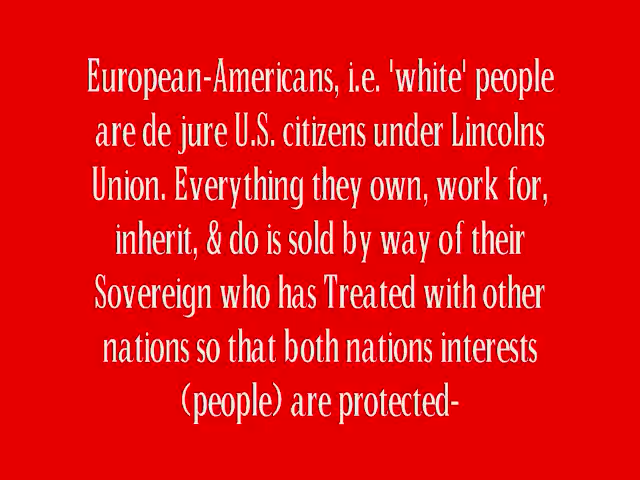 European-Americans, i.e. 'white' people
are de jure U.S. citizens under Lincolns
Union. Everything they own, work for,
inherit, & do is sold by way of their
Sovereign who has Treated with other
nations so that both nations interests
(people) are protected-